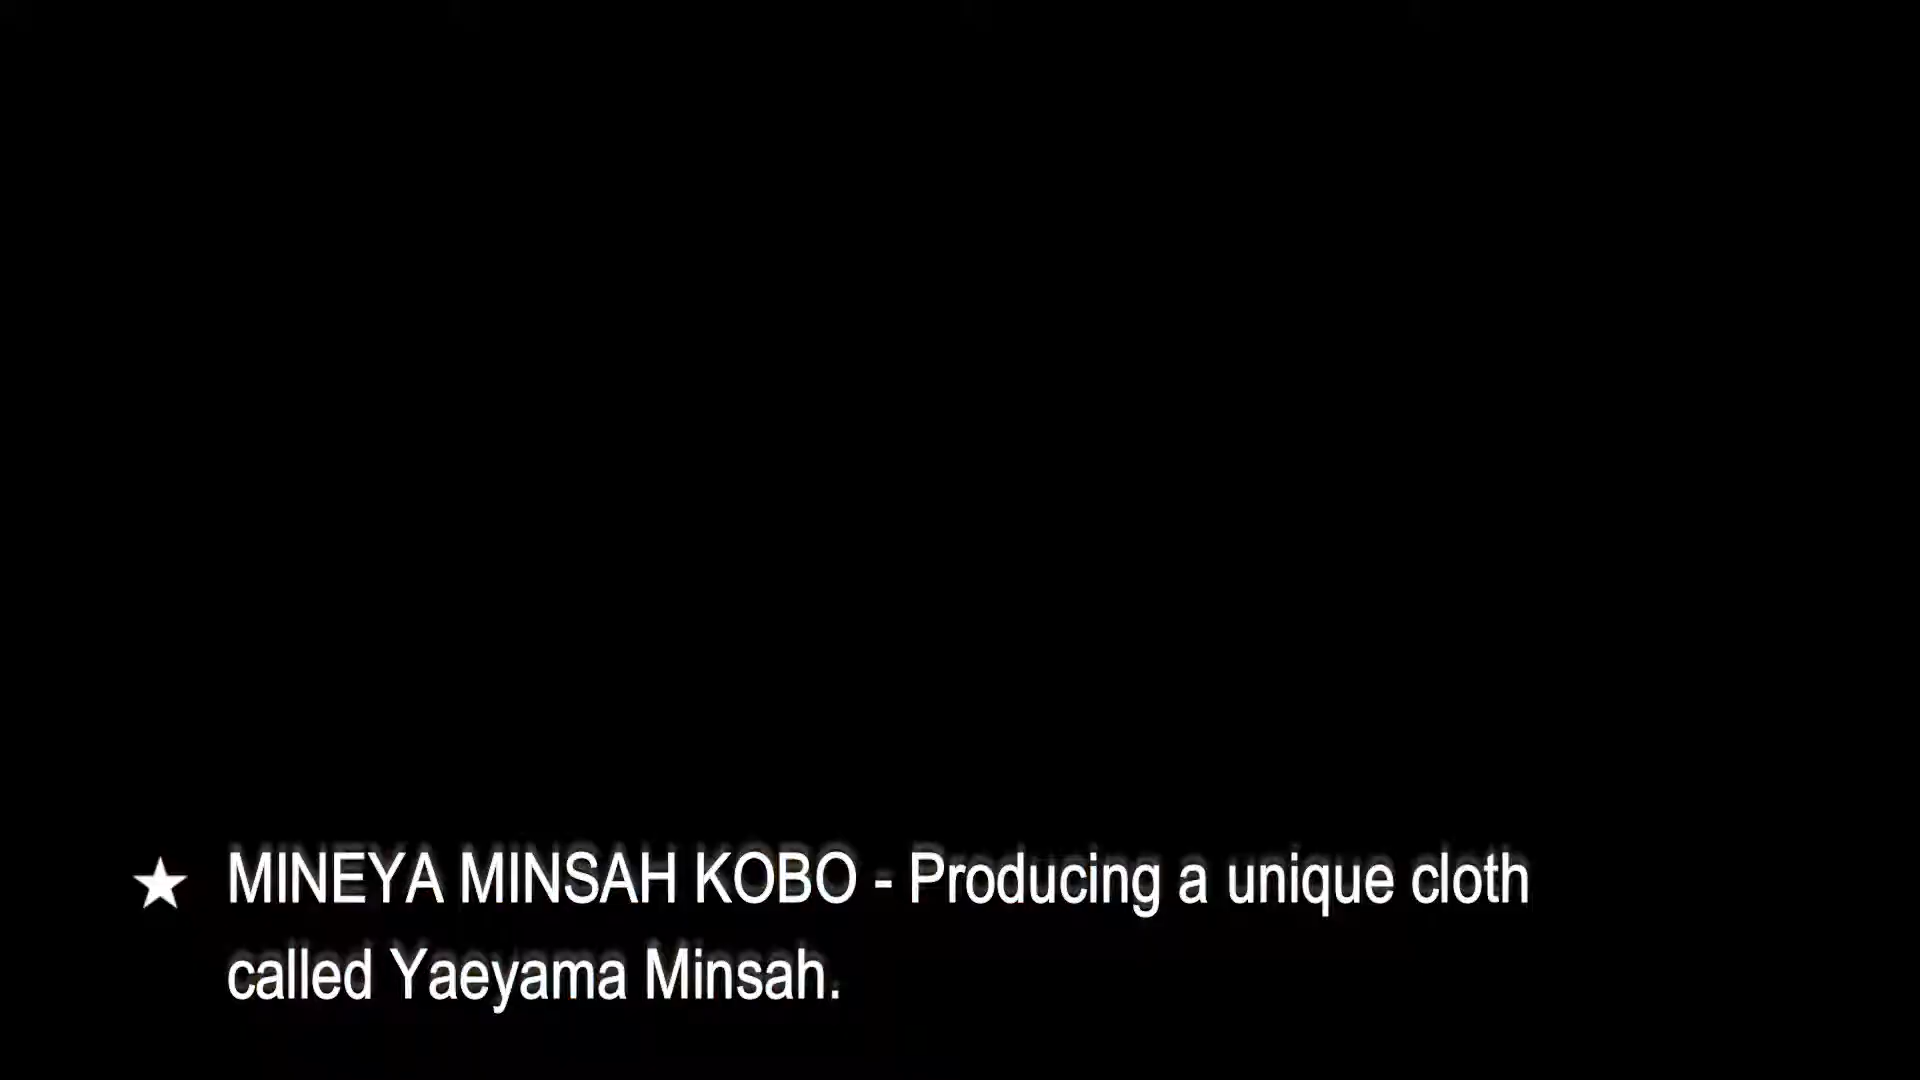 ★ MINEYA MINSAH KOBO - Producing a unique cloth
called Yaeyama Minsah.